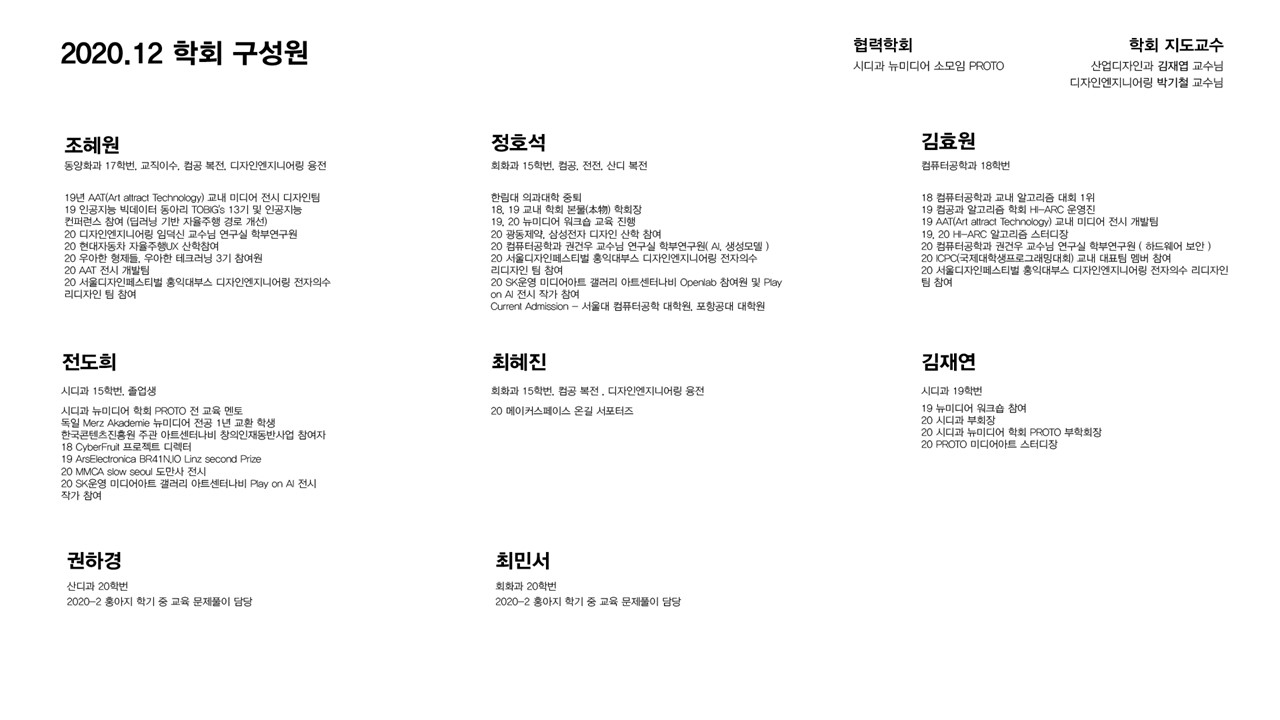 2020.12 학회 구성원
협력학회
시디과 뉴미디어 소모임 PROTO
학회 지도교수
산업디자인과 김재엽 교수님
디자인엔지니어링 박기철 교수님
조혜원
동양화과 17학번, 교직이수, 컴공 복전, 디자인엔지니어링 융전
19년 AAT(Art attract Technology) 교내 미디어 전시 디자인팀
19 인공지능 빅데이터 동아리 TOBIG's 13기 및 인공지능
컨퍼런스 참여 (딥러닝 기반 자율주행 경로 개선)
20 디자인엔지니어링 임덕신 교수님 연구실 학부연구원
20 현대자동차 자율주행UX 산학참여
20 우아한 형제들, 우아한 테크러닝 3기 참여원
20 AAT 전시 개발팀
20 서울디자인페스티벌 홍익대부스 디자인엔지니어링 전자의수
리디자인 팀 참여
정호석
회화과 15학번, 컴공, 전전, 산디 복전
한림대 의과대학 중퇴
18, 19 교내 학회 본물(本物) 학회장
19, 20 뉴미디어 워크숍 교육 진행
20 광동제약, 삼성전자 디자인 산학 참여
20 컴퓨터공학과 권건우 교수님 연구실 학부연구원( AI, 생성모델 )
20 서울디자인페스티벌 홍익대부스 디자인엔지니어링 전자의수
리디자인 팀 참여
20 SK운영 미디어아트 갤러리 아트센터나비 Openlab 참여원 및 Play
on AI 전시 작가 참여
Current Admission - 서울대 컴퓨터공학 대학원, 포항공대 대학원
김효원
컴퓨터공학과 18학번
18 컴퓨터공학과 교내 알고리즘 대회 1위
19 컴공과 알고리즘 학회 HI-ARC 운영진
19 AAT(Art attract Technology) 교내 미디어 전시 개발팀
19, 20 HI-ARC 알고리즘 스터디장
20 컴퓨터공학과 권건우 교수님 연구실 학부연구원 ( 하드웨어 보안 )
20 ICPC(국제대학생프로그래밍대회) 교내 대표팀 멤버 참여
20 서울디자인페스티벌 홍익대부스 디자인엔지니어링 전자의수 리디자인
팀 참여
전도희
시디과 15학번, 졸업생
시디과 뉴미디어 학회 PROTO 전 교육 멘토
독일 Merz Akademie 뉴미디어 전공 1년 교환 학생
한국콘텐츠진흥원 주관 아트센터나비 창의인재동반사업 참여자
18 CyberFruit 프로젝트 디렉터
19 ArsElectronica BR41N.IO Linz second Prize
20 MMCA slow seoul 도만사 전시
20 SK운영 미디어아트 갤러리 아트센터나비 Play on AI 전시
작가 참여
최혜진
회화과 15학번, 컴공 복전 , 디자인엔지니어링 융전
20 메이커스페이스 온길 서포터즈
김재연
시디과 19학번
19 뉴미디어 워크숍 참여
20 시디과 부회장
20 시디과 뉴미디어 학회 PROTO 부학회장
20 PROTO 미디어아트 스터디장
권하경
산디과 20학번
2020-2 홍아지 학기 중 교육 문제풀이 담당
최민서
회화과 20학번
2020-2 홍아지 학기 중 교육 문제풀이 담당